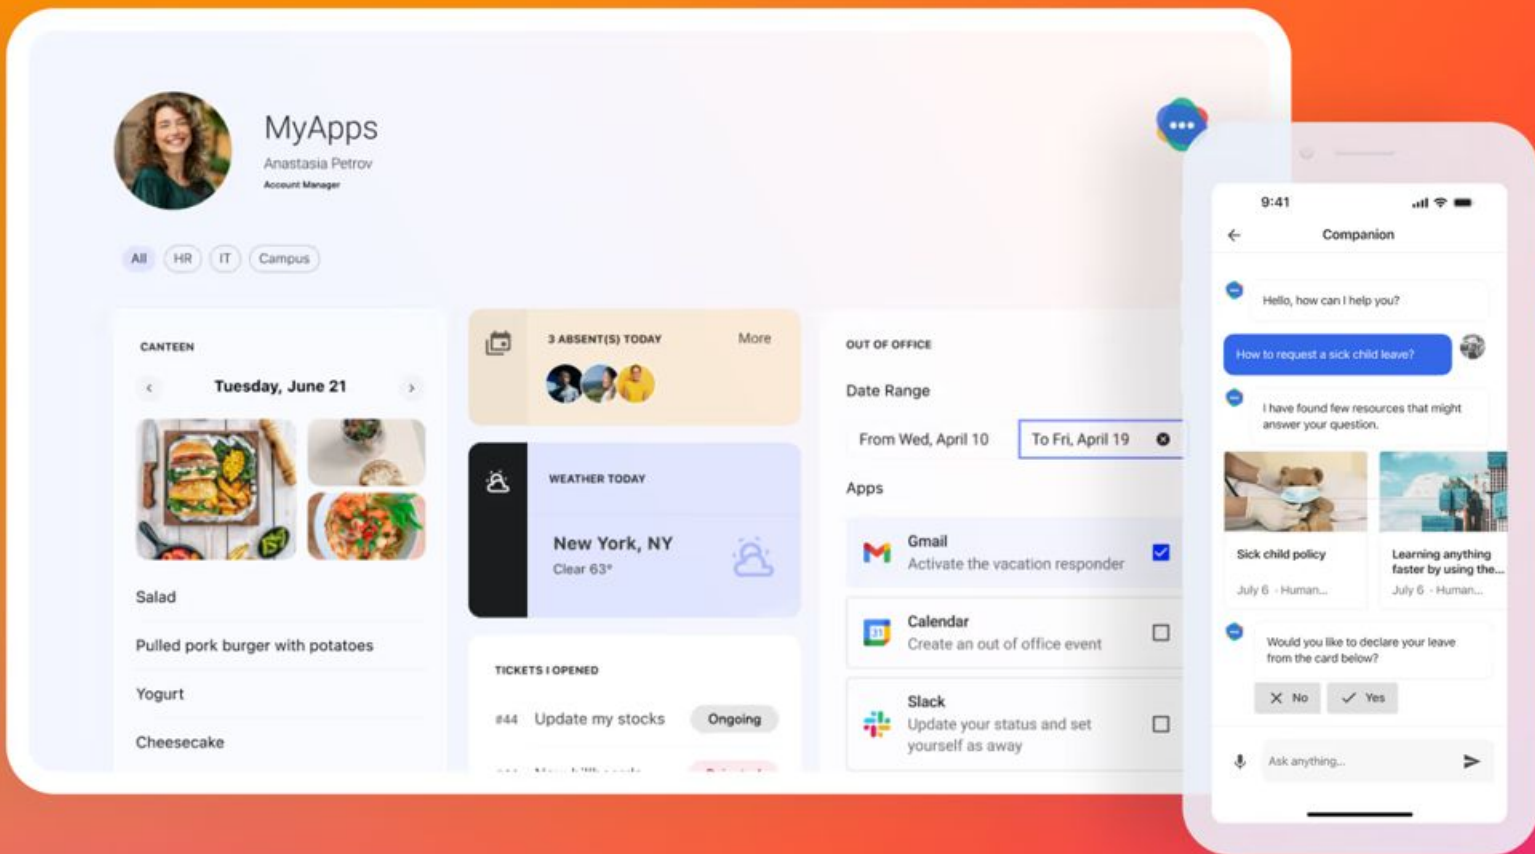 MyApps
Anastasia Petrov
Account Manager
All
HR
IT
Campus
CANTEEN
Tuesday, June 21
Salad
Pulled pork burger with potatoes
Yogurt
Cheesecake
3 ABSENT(S) TODAY
More
WEATHER TODAY
New York, NY
Clear 63°
TICKETS I OPENED
#44 Update my stocks Ongoing
OUT OF OFFICE
Date Range
From Wed, April 10
To Fri, April 19
Apps
Gmail
Activate the vacation responder
31
Calendar
Create an out of office event
Slack
Update your status and set
yourself as away
9:41
Companion
Hello, how can I help you?
How to request a sick child leave?
I have found few resources that might
answer your question.
Sick child policy
July 6 - Human...
Learning anything
faster by using the...
July 6 - Human...
Would you like to declare your leave
from the card below?
No
Yes
Ask anything...